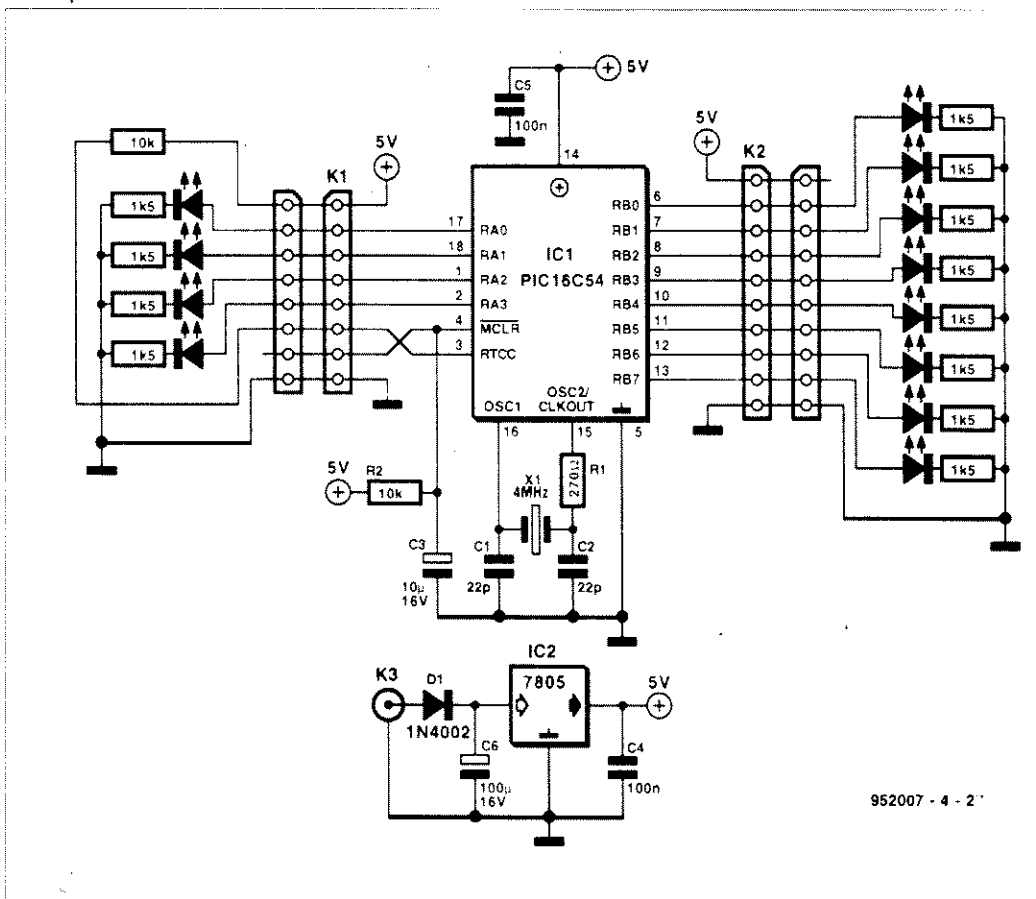 5V
C5
100n
14
5V
5V
10k
K1
K2
1k5
1k5
1k5
1k5
17 RA0
18 RA1
1 RA2
2 RA3
4 MCLR
3 RTCC
IC1
PIC16C54
RB0 6
RB1 7
RB2 8
RB3 9
RB4 10
RB5 11
RB6 12
RB7 13
1k5
1k5
1k5
1k5
1k5
1k5
1k5
1k5
OSC1
OSC2/
CLKOUT
16
15
5
5V
R2
10k
X1
4MHz
270Ω
R1
C3
10µ
16V
C1
22p
C2
22p
K3
D1
1N4002
IC2
7805
5V
C6
100µ
16V
C4
100n
952007 - 4 - 2